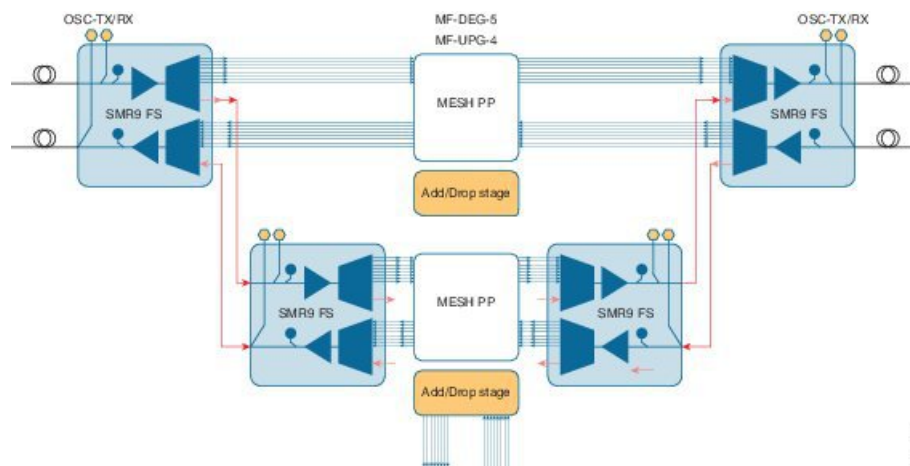 OSC-TX/RX
MF-DEG-5
MF-UPG-4
OSC-TX/RX
SMR9 FS
MESH PP
SMR9 FS
Add/Drop stage
SMR9 FS
MESH PP
SMR9 FS
Add/Drop stage